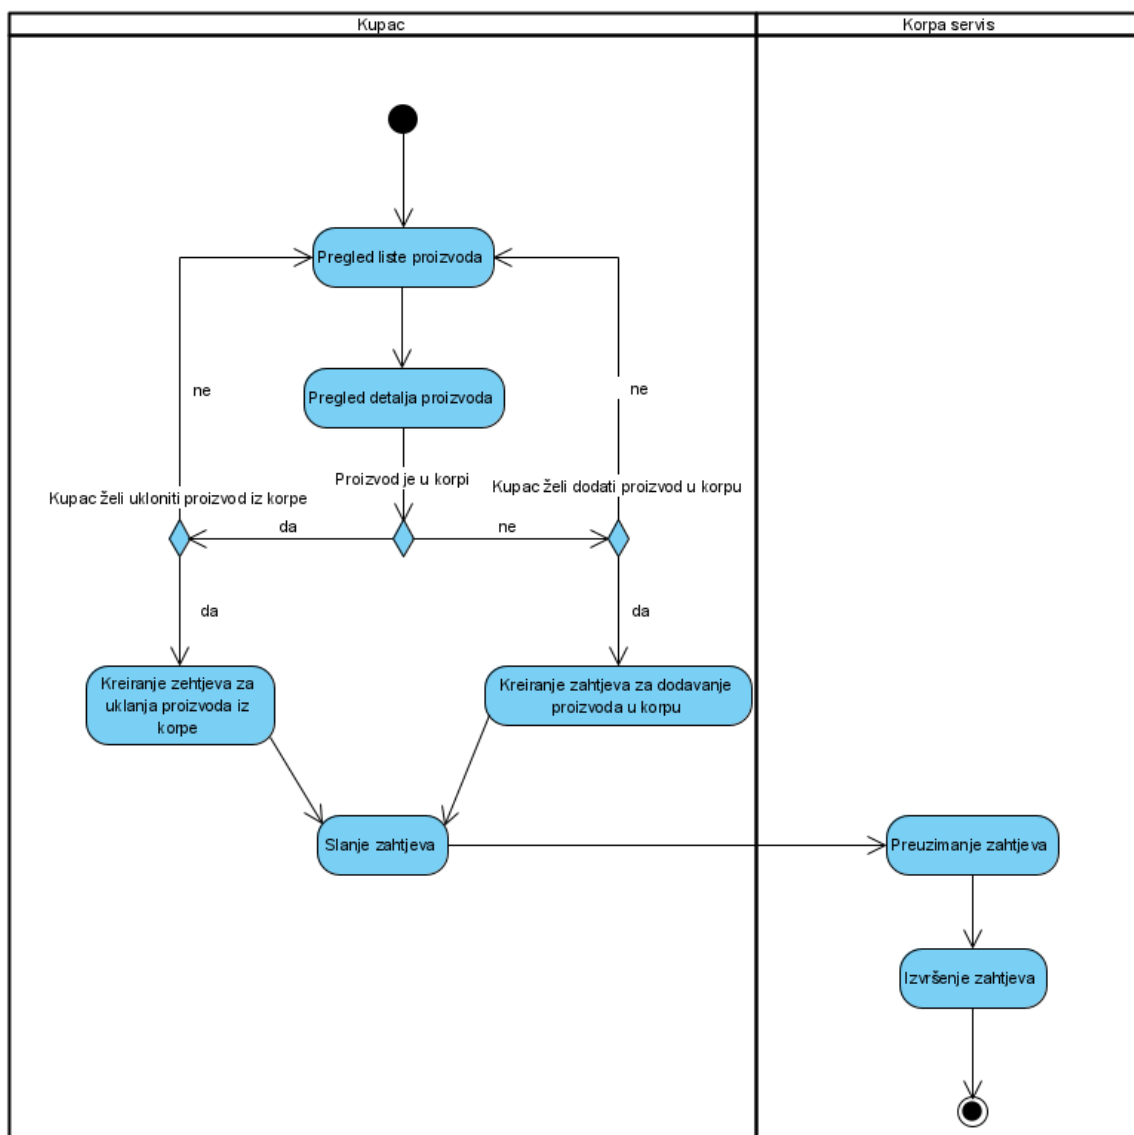 Kupac
Korpa servis
Pregled liste proizvoda
ne
Pregled detalja proizvoda
ne
Proizvod je u korpi
Kupac želi ukloniti proizvod iz korpe
Kupac želi dodati proizvod u korpu
da
ne
da
da
Kreiranje zehtjeva za
uklanja proizvoda iz
korpe
Kreiranje zahtjeva za dodavanje
proizvoda u korpu
Slanje zahtjeva
Preuzimanje zahtjeva
Izvršenje zahtjeva